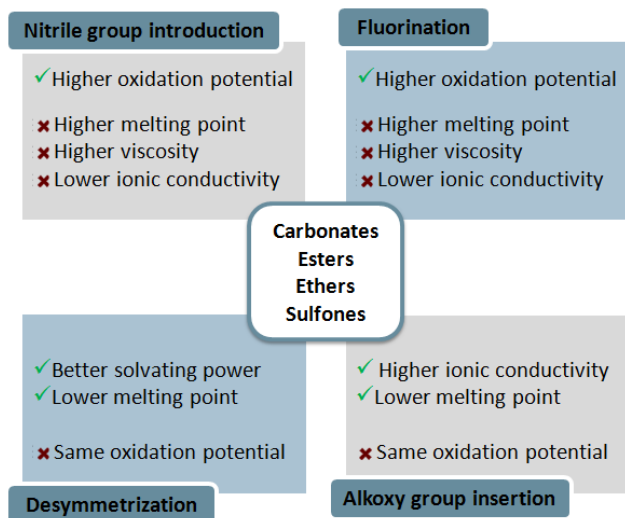 Nitrile group introduction
✓Higher oxidation potential
×Higher melting point
×Higher viscosity
×Lower ionic conductivity
Fluorination
✓Higher oxidation potential
×Higher melting point
×Higher viscosity
×Lower ionic conductivity
Carbonates
Esters
Ethers
Sulfones
✓Better solvating power
✓Lower melting point
×Same oxidation potential
Desymmetrization
✓Higher ionic conductivity
✓Lower melting point
×Same oxidation potential
Alkoxy group insertion